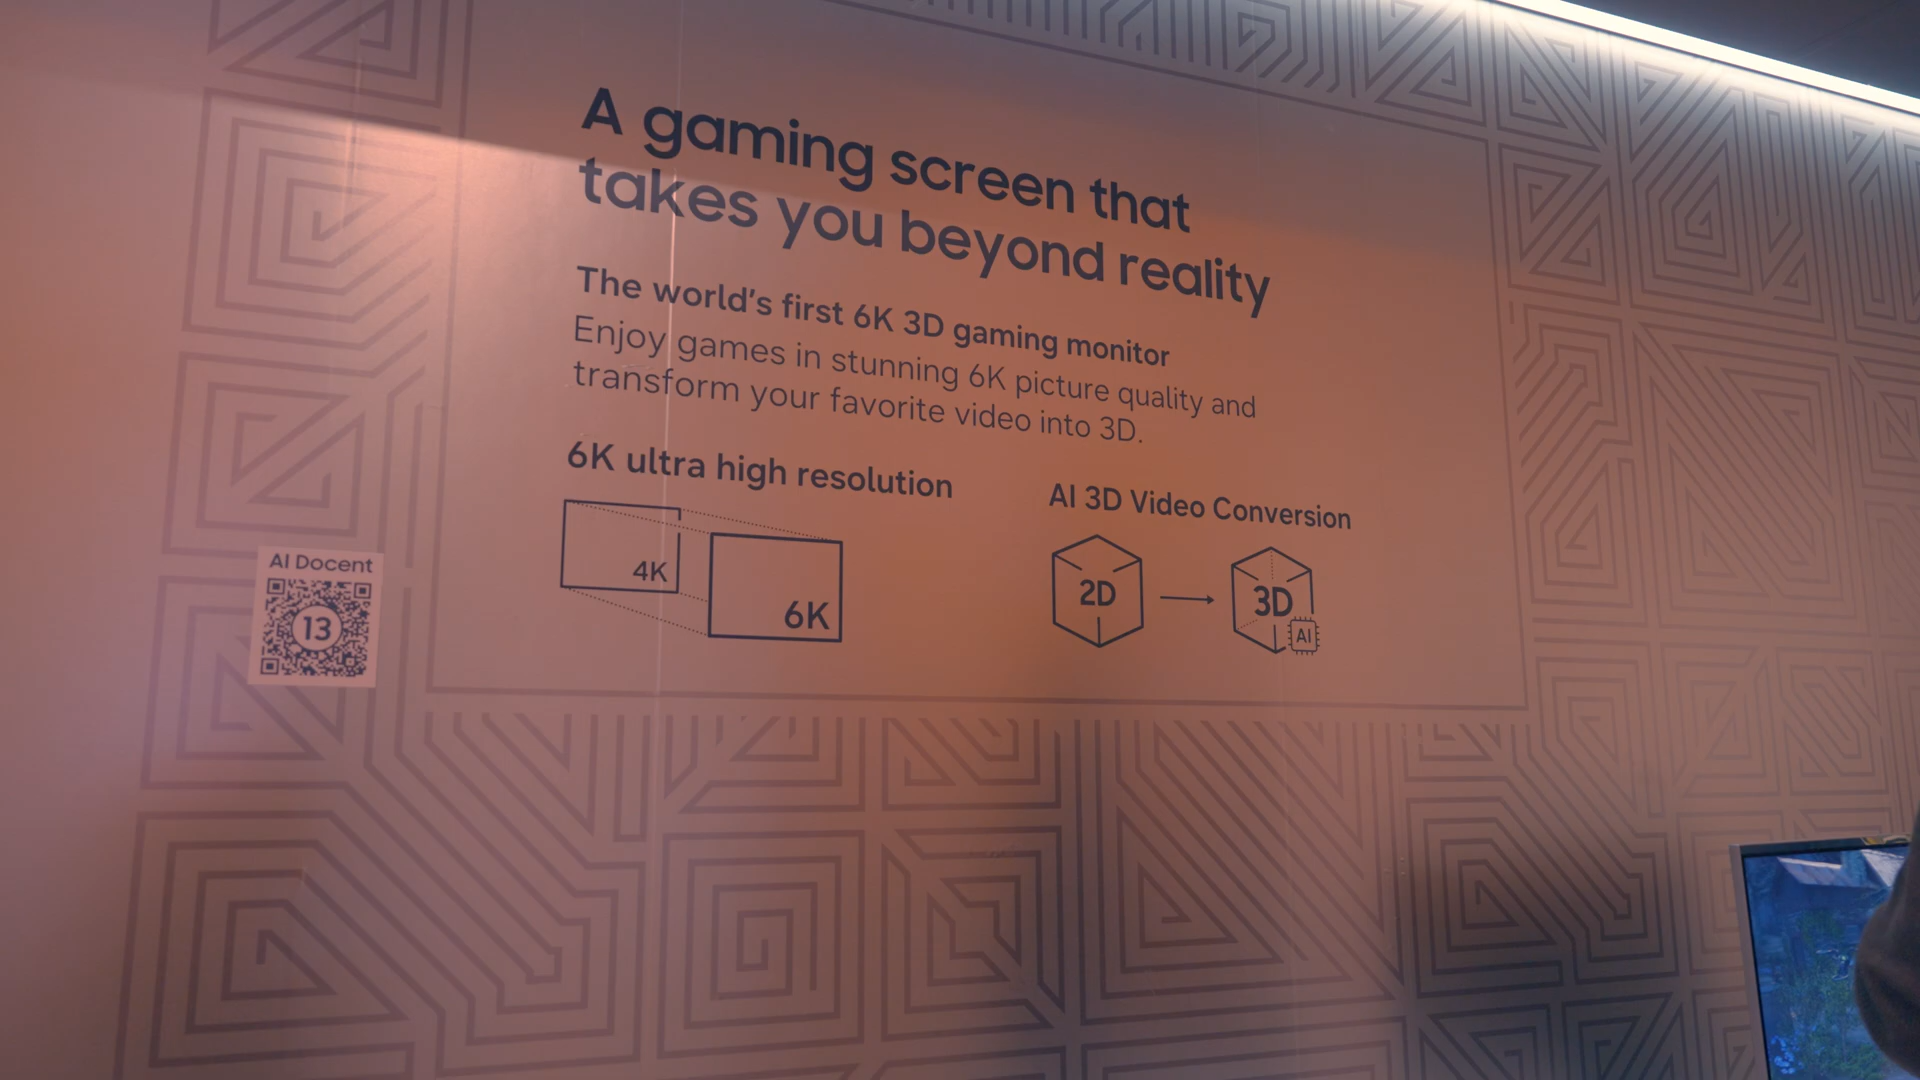 A gaming screen that
takes you beyond reality
The world's first 6K 3D gaming monitor
Enjoy games in stunning 6K picture quality and
transform your favorite video into 3D.
6K ultra high resolution
4K
6K
AI 3D Video Conversion
2D
3D
AI
AI Docent
13